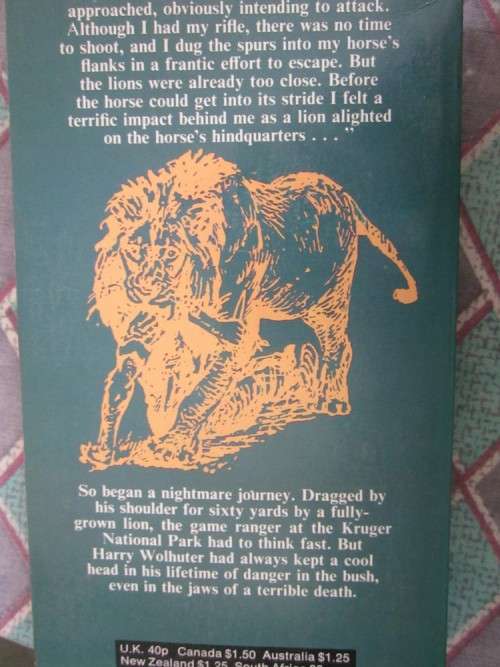 approached, obviously intending to attack.
Although I had my rifle, there was no time
to shoot, and I dug the spurs into my horse's
flanks in a frantic effort to escape. But
the lions were already too close. Before
the horse could get into its stride I felt a
terrific impact behind me as a lion alighted
on the horse's hindquarters . . . ”
So began a nightmare journey. Dragged by
his shoulder for sixty yards by a fully-
grown lion, the game ranger at the Kruger
National Park had to think fast. But
Harry Wolhuter had always kept a cool
head in his lifetime of danger in the bush,
even in the jaws of a terrible death.
U.K. 40p Canada $1.50 Australia $1.25
New Zealand $1.25 South